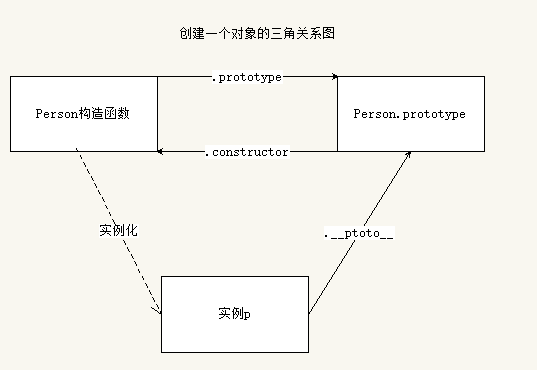 创建一个对象的三角关系图
.prototype
Person构造函数
Person.prototype
.constructor
实例化
.__ptoto__
实例p